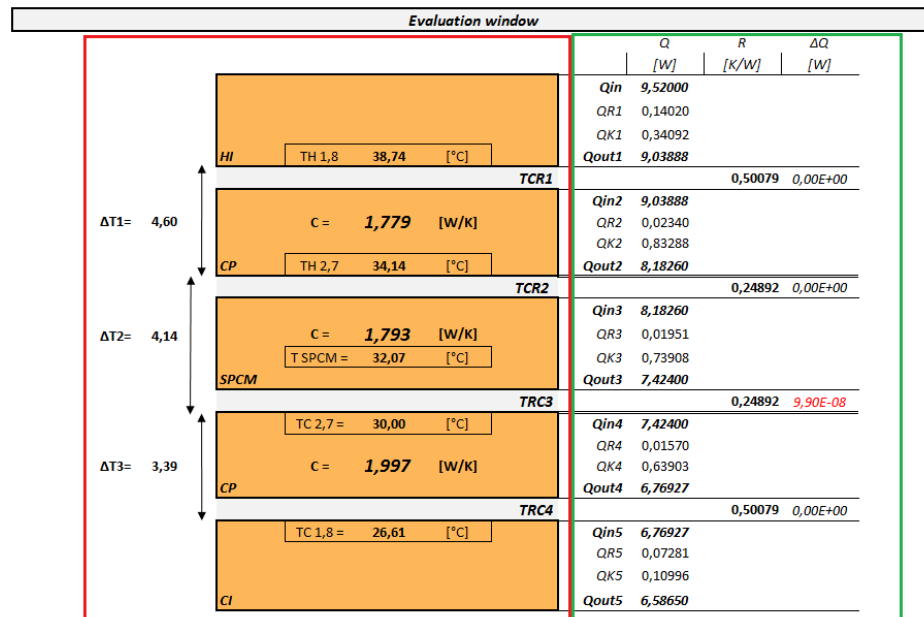 Evaluation window
Q R ΔQ
[W] [K/W] [W]
Qin 9,52000
QR1 0,14020
QK1 0,34092
HI TH 1,8 38,74 [°C] Qout1 9,03888
TCR1 0,50079 0,00E+00
Qin2 9,03888
ΔT1= 4,60 C = 1,779 [W/K] QR2 0,02340
QK2 0,83288
CP TH 2,7 34,14 [°C] Qout2 8,18260
TCR2 0,24892 0,00E+00
Qin3 8,18260
ΔT2= 4,14 C = 1,793 [W/K] QR3 0,01951
T SPCM = 32,07 [°C] QK3 0,73908
SPCM Qout3 7,42400
TRC3 0,24892 9,90E-08
TC 2,7 = 30,00 [°C] Qin4 7,42400
QR4 0,01570
ΔT3= 3,39 C = 1,997 [W/K] QK4 0,63903
CP Qout4 6,76927
TRC4 0,50079 0,00E+00
TC 1,8 = 26,61 [°C] Qin5 6,76927
QR5 0,07281
QK5 0,10996
CI Qout5 6,58650